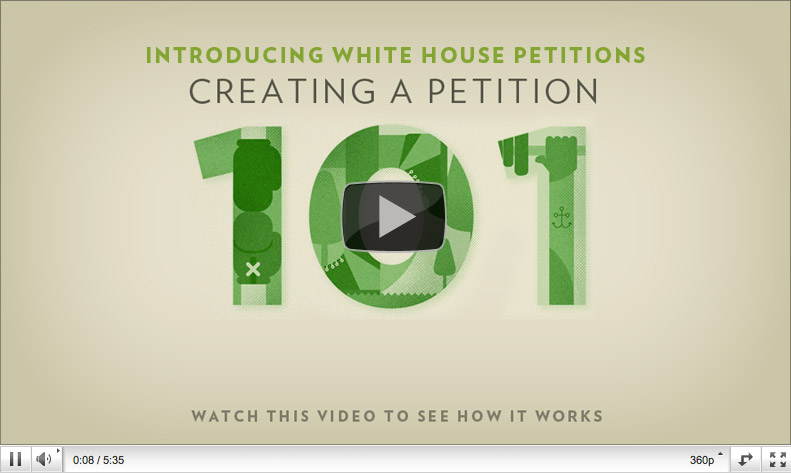 INTRODUCING WHITE HOUSE PETITIONS
CREATING A PETITION
101
WATCH THIS VIDEO TO SEE HOW IT WORKS
0:08 / 5:35
360p